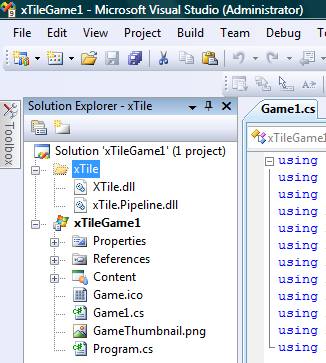 xTileGame1 - Microsoft Visual Studio (Administrator)
File Edit View Project Build Team Debug
Solution Explorer - xTile
Toolbox
Game1.cs
xTileGame1
Solution 'xTileGame1' (1 project)
xTile
XTile.dll
xTile.Pipeline.dll
xTileGame1
Properties
References
Content
Game.ico
Game1.cs
GameThumbnail.png
Program.cs
using
using
using
using
using
using
using
using
using
using
using
using